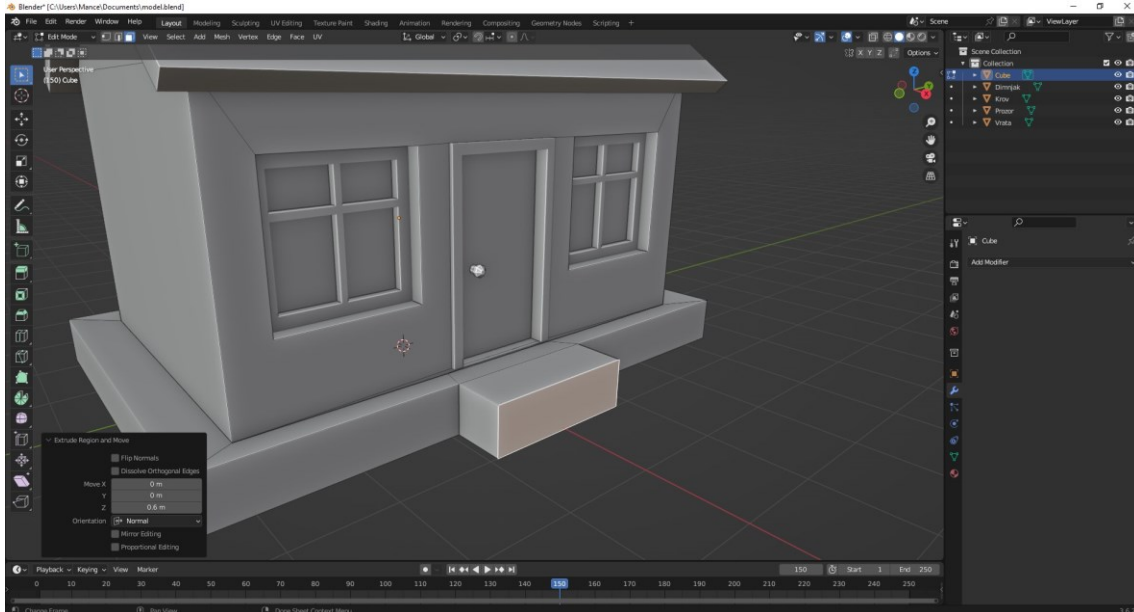 Blender* [C:\Users\Mance\Documents\model.blend]
File Edit Render Window Help Layout Modeling Sculpting UV Editing Texture Paint Shading Animation Rendering Compositing Geometry Nodes Scripting + Scene ViewLayer
Edit Mode View Select Add Mesh Vertex Edge Face UV Global
X Y Z Options
User Perspective
(150) Cube
Scene Collection
Collection
Cube
Dimnjak
Krov
Prozor
Vrata
Cube
Add Modifier
Extrude Region and Move
Flip Normals
Dissolve Orthogonal Edges
Move X 0 m
Y 0 m
Z 0.6 m
Orientation Normal
Mirror Editing
Proportional Editing
Playback Keying View Marker 150 Start 1 End 250
0 10 20 30 40 50 60 70 80 90 100 110 120 130 140 150 160 170 180 190 200 210 220 230 240 250
Change Frame Pan View Dope Sheet Context Menu